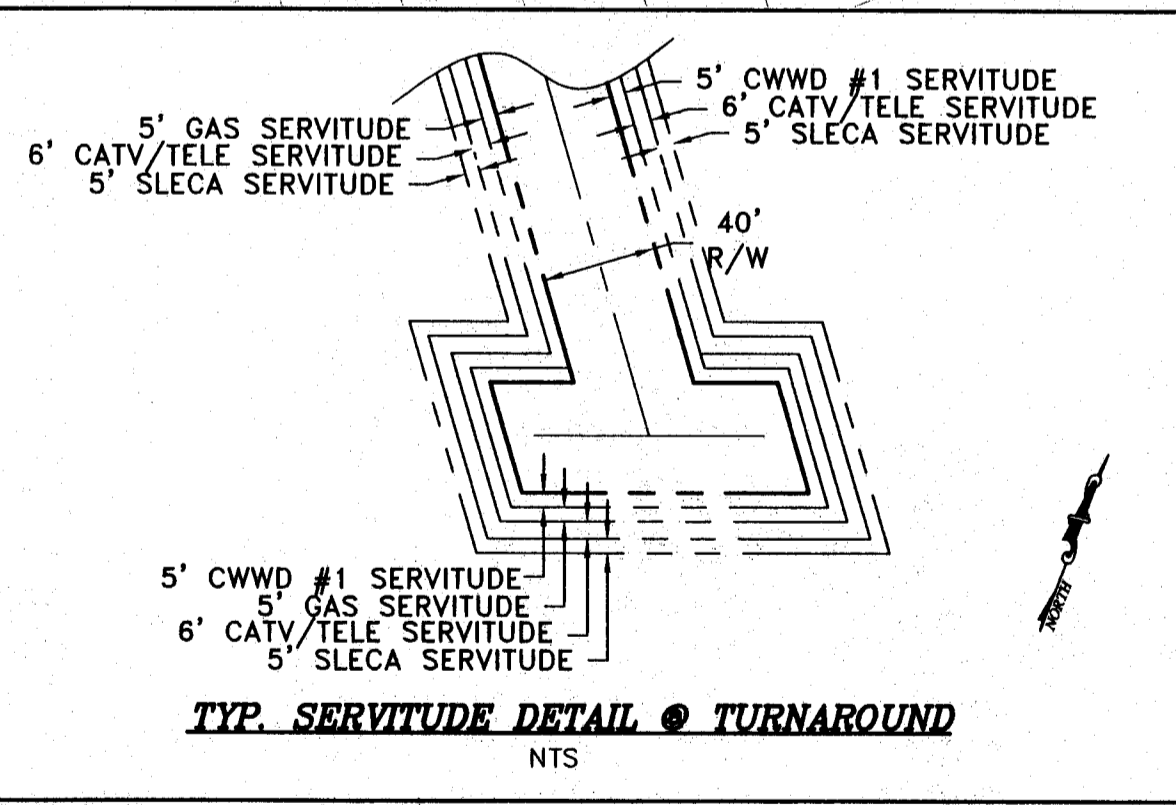 5' GAS SERVITUDE
6' CATV/TELE SERVITUDE
5' SLECA SERVITUDE
5' CWWD #1 SERVITUDE
6' CATV/TELE SERVITUDE
5' SLECA SERVITUDE
40'
R/W
5' CWWD #1 SERVITUDE
5' GAS SERVITUDE
6' CATV/TELE SERVITUDE
5' SLECA SERVITUDE
NORTH
TYP. SERVITUDE DETAIL @ TURNAROUND
NTS